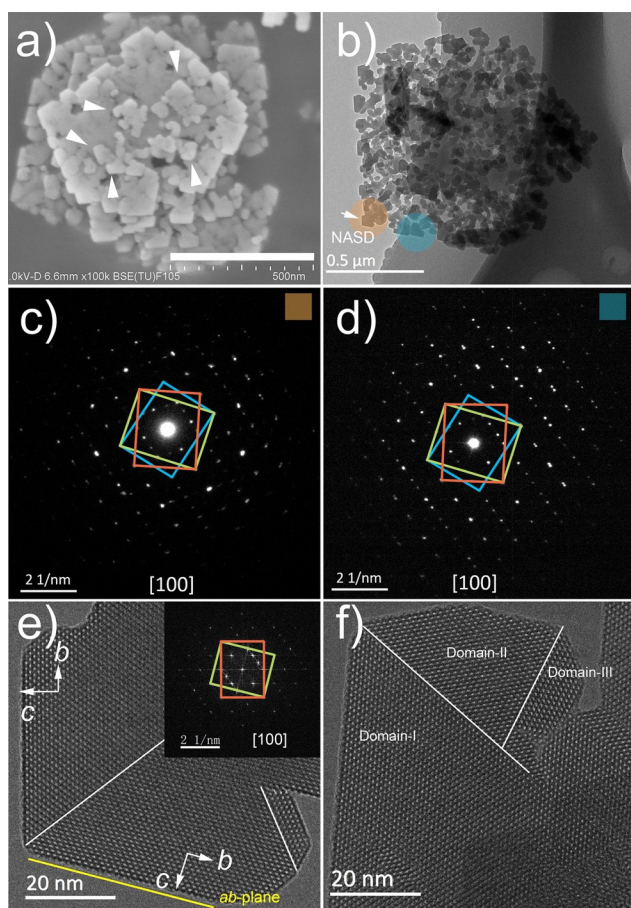 a)
.0kV-D 6.6mm x100k BSE(TU)F105
500nm
b)
NASD
0.5 μm
c)
2 1/nm
[100]
d)
2 1/nm
[100]
e)
b
c
2 1/nm
[100]
b
c
ab-plane
20 nm
f)
Domain-II
Domain-III
Domain-I
20 nm